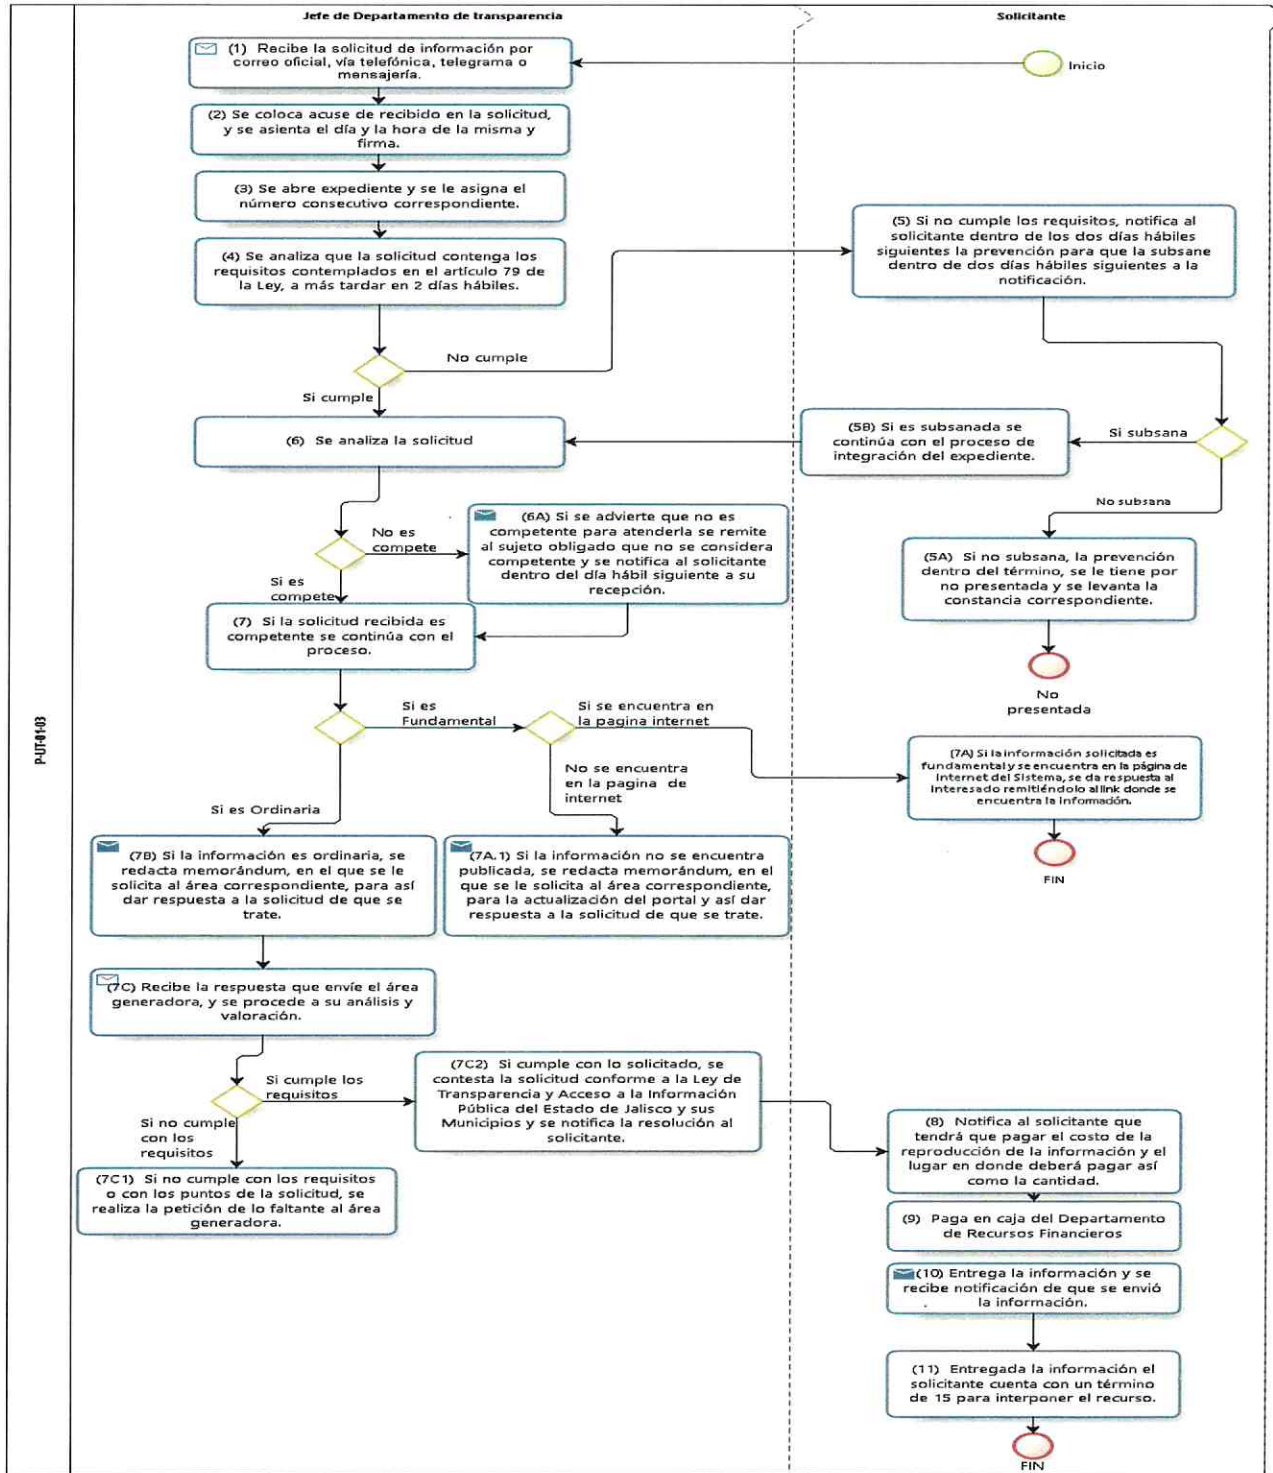 Jefe de Departamento de transparencia
Solicitante
P-UT-01-03
Inicio
(1) Recibe la solicitud de información por
correo oficial, vía telefónica, telegrama o
mensajería.
(2) Se coloca acuse de recibido en la solicitud,
y se asienta el día y la hora de la misma y
firma.
(3) Se abre expediente y se le asigna el
número consecutivo correspondiente.
(4) Se analiza que la solicitud contenga los
requisitos contemplados en el artículo 79 de
la Ley, a más tardar en 2 días hábiles.
No cumple
Si cumple
(5) Si no cumple los requisitos, notifica al
solicitante dentro de los dos días hábiles
siguientes la prevención para que la subsane
dentro de dos días hábiles siguientes a la
notificación.
(6) Se analiza la solicitud
(5B) Si es subsanada se
continúa con el proceso de
integración del expediente.
Si subsana
No subsana
(5A) Si no subsana, la prevención
dentro del término, se le tiene por
no presentada y se levanta la
constancia correspondiente.
No
presentada
No es
compete
(6A) Si se advierte que no es
competente para atenderla se remite
al sujeto obligado que no se considera
competente y se notifica al solicitante
dentro del día hábil siguiente a su
recepción.
Si es
compete
(7) Si la solicitud recibida es
competente se continúa con el
proceso.
Si es
Fundamental
Si se encuentra en
la pagina internet
No se encuentra
en la pagina de
internet
Si es Ordinaria
(7A) Si la información solicitada es
fundamental y se encuentra en la página de
Internet del Sistema, se da respuesta al
interesado remitiéndolo al link donde se
encuentra la información.
FIN
(7B) Si la información es ordinaria, se
redacta memorándum, en el que se le
solicita al área correspondiente, para así
dar respuesta a la solicitud de que se
trate.
(7A.1) Si la información no se encuentra
publicada, se redacta memorándum, en el
que se le solicita al área correspondiente,
para la actualización del portal y así dar
respuesta a la solicitud de que se trate.
(7C) Recibe la respuesta que envíe el área
generadora, y se procede a su análisis y
valoración.
Si cumple los
requisitos
Si no cumple
con los
requisitos
(7C2) Si cumple con lo solicitado, se
contesta la solicitud conforme a la Ley de
Transparencia y Acceso a la Información
Pública del Estado de Jalisco y sus
Municipios y se notifica la resolución al
solicitante.
(7C1) Si no cumple con los requisitos
o con los puntos de la solicitud, se
realiza la petición de lo faltante al área
generadora.
(8) Notifica al solicitante que
tendrá que pagar el costo de la
reproducción de la información y el
lugar en donde deberá pagar así
como la cantidad.
(9) Paga en caja del Departamento
de Recursos Financieros
(10) Entrega la información y se
recibe notificación de que se envió
la información.
(11) Entregada la información el
solicitante cuenta con un término
de 15 para interponer el recurso.
FIN